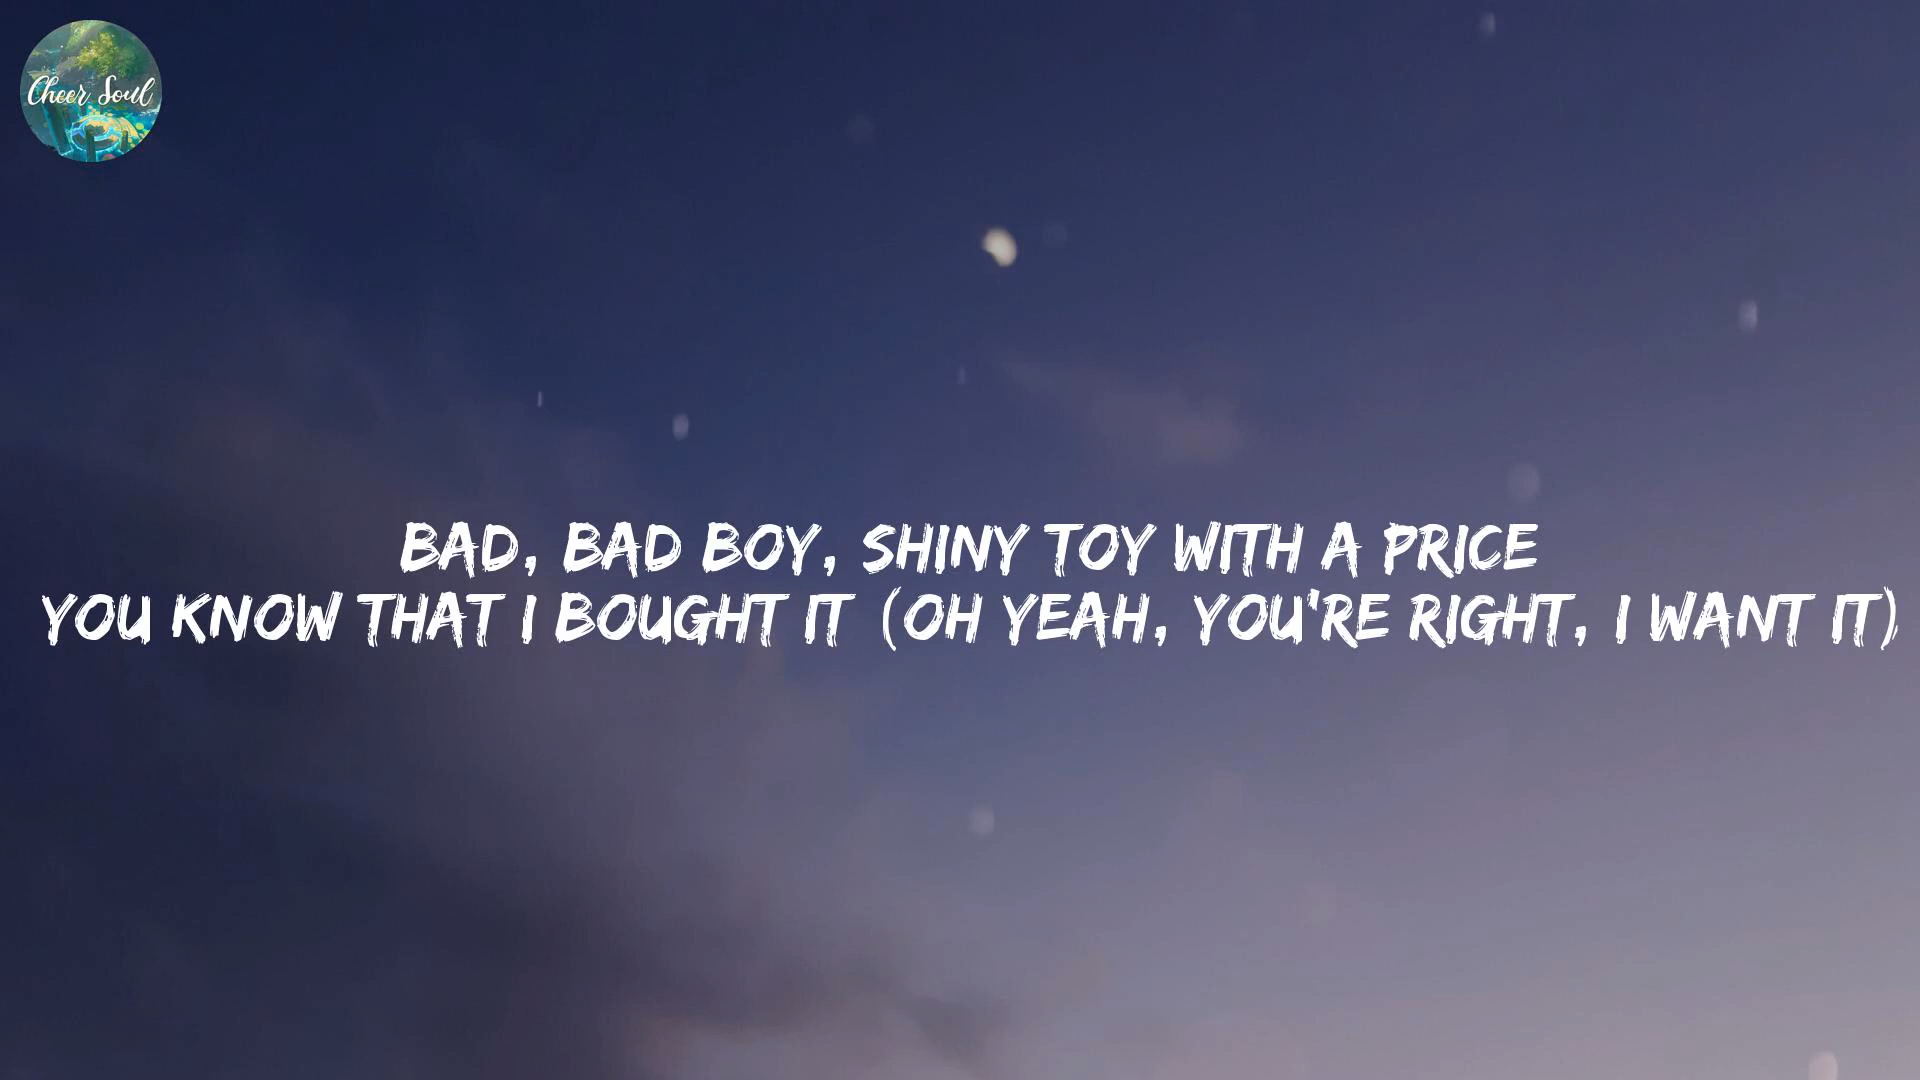 Cheer Soul
BAD, BAD BOY, SHINY TOY WITH A PRICE
YOU KNOW THAT I BOUGHT IT (OH YEAH, YOU'RE RIGHT, I WANT IT)